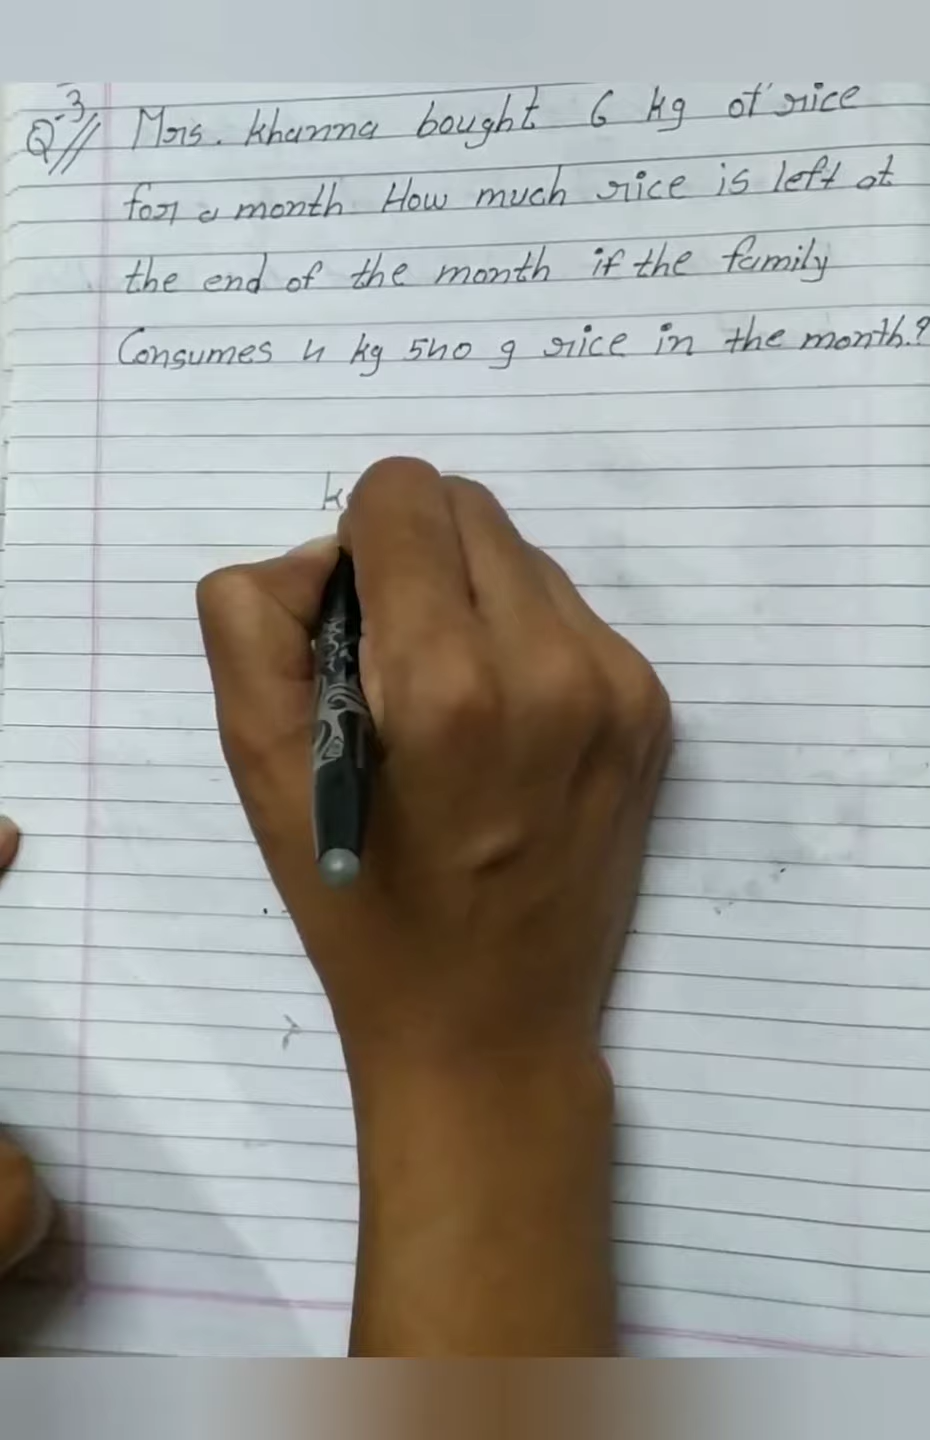 Q-3// Mrs. Khanna bought 6 kg of rice
for a month How much rice is left at
the end of the month if the family
Consumes 4 kg 540 g rice in the month.?